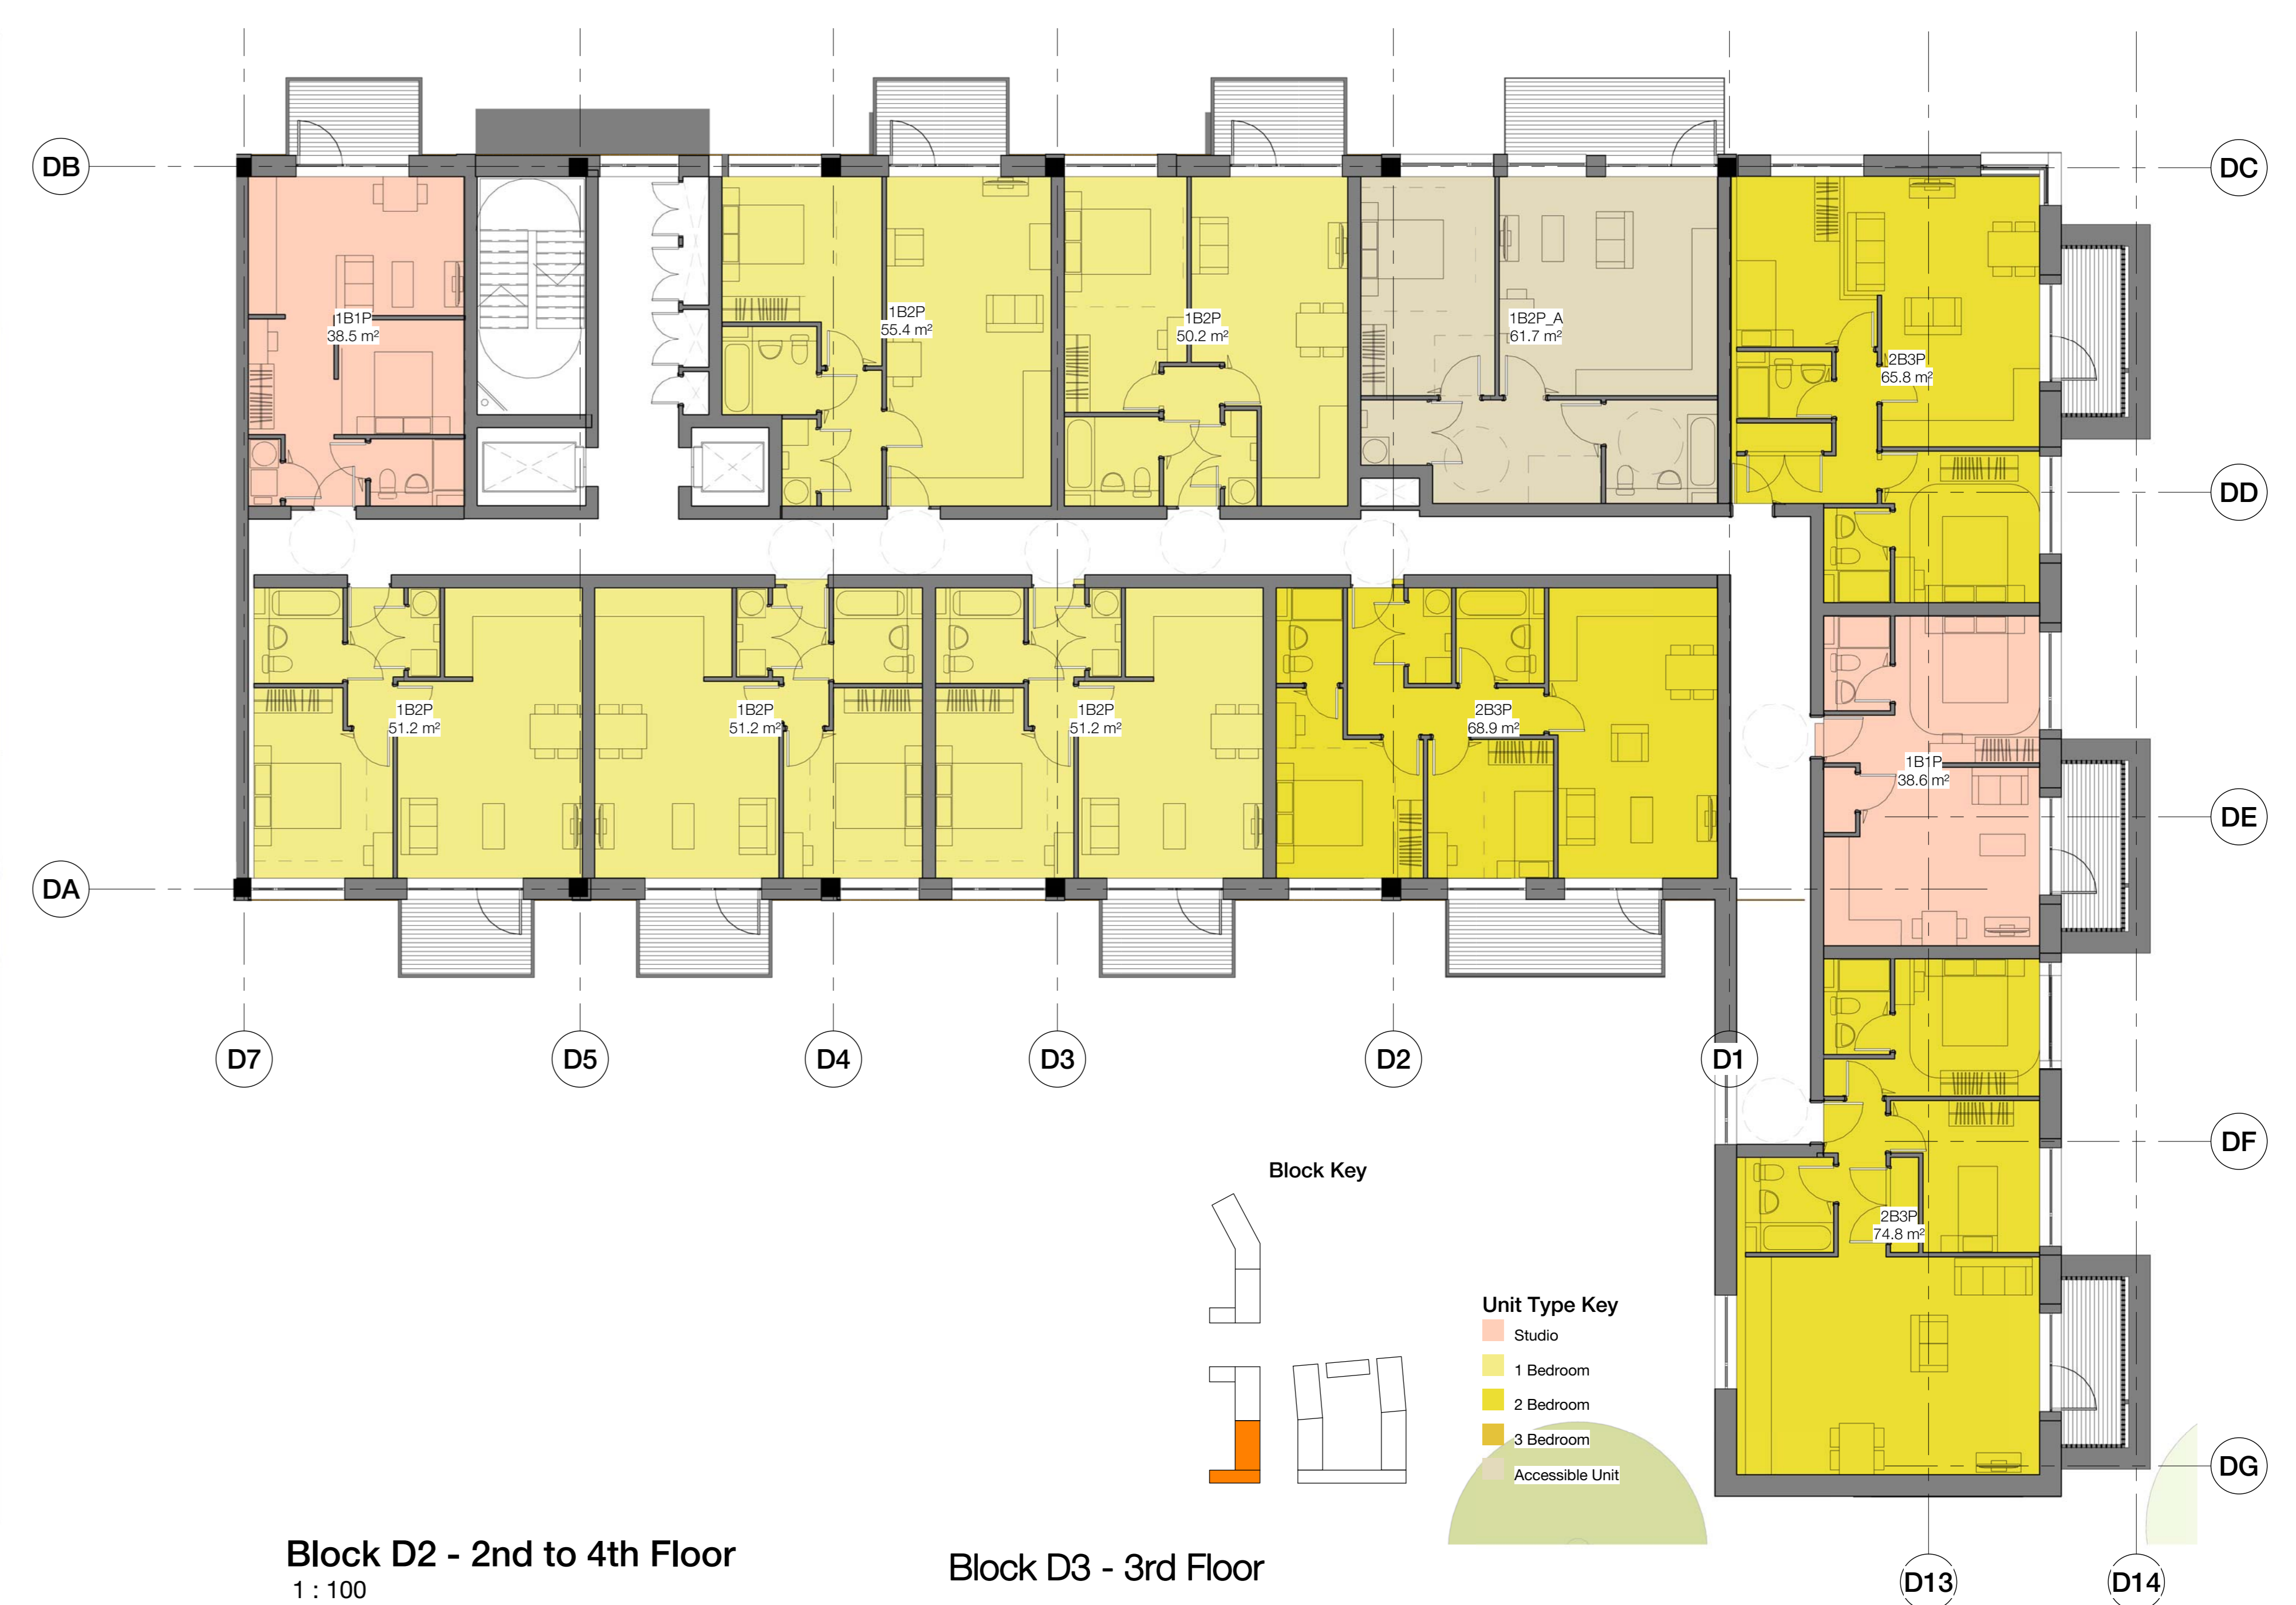 DB
DC
1B1P
38.5 m²
1B2P
55.4 m²
1B2P
50.2 m²
1B2P_A
61.7 m²
2B3P
65.8 m²
DD
1B2P
51.2 m²
1B2P
51.2 m²
1B2P
51.2 m²
2B3P
68.9 m²
1B1P
38.6 m²
DE
DA
D7
D5
D4
D3
D2
D1
DF
Block Key
2B3P
74.8 m²
Unit Type Key
Studio
1 Bedroom
2 Bedroom
3 Bedroom
Accessible Unit
DG
Block D2 - 2nd to 4th Floor
1 : 100
Block D3 - 3rd Floor
D13
D14